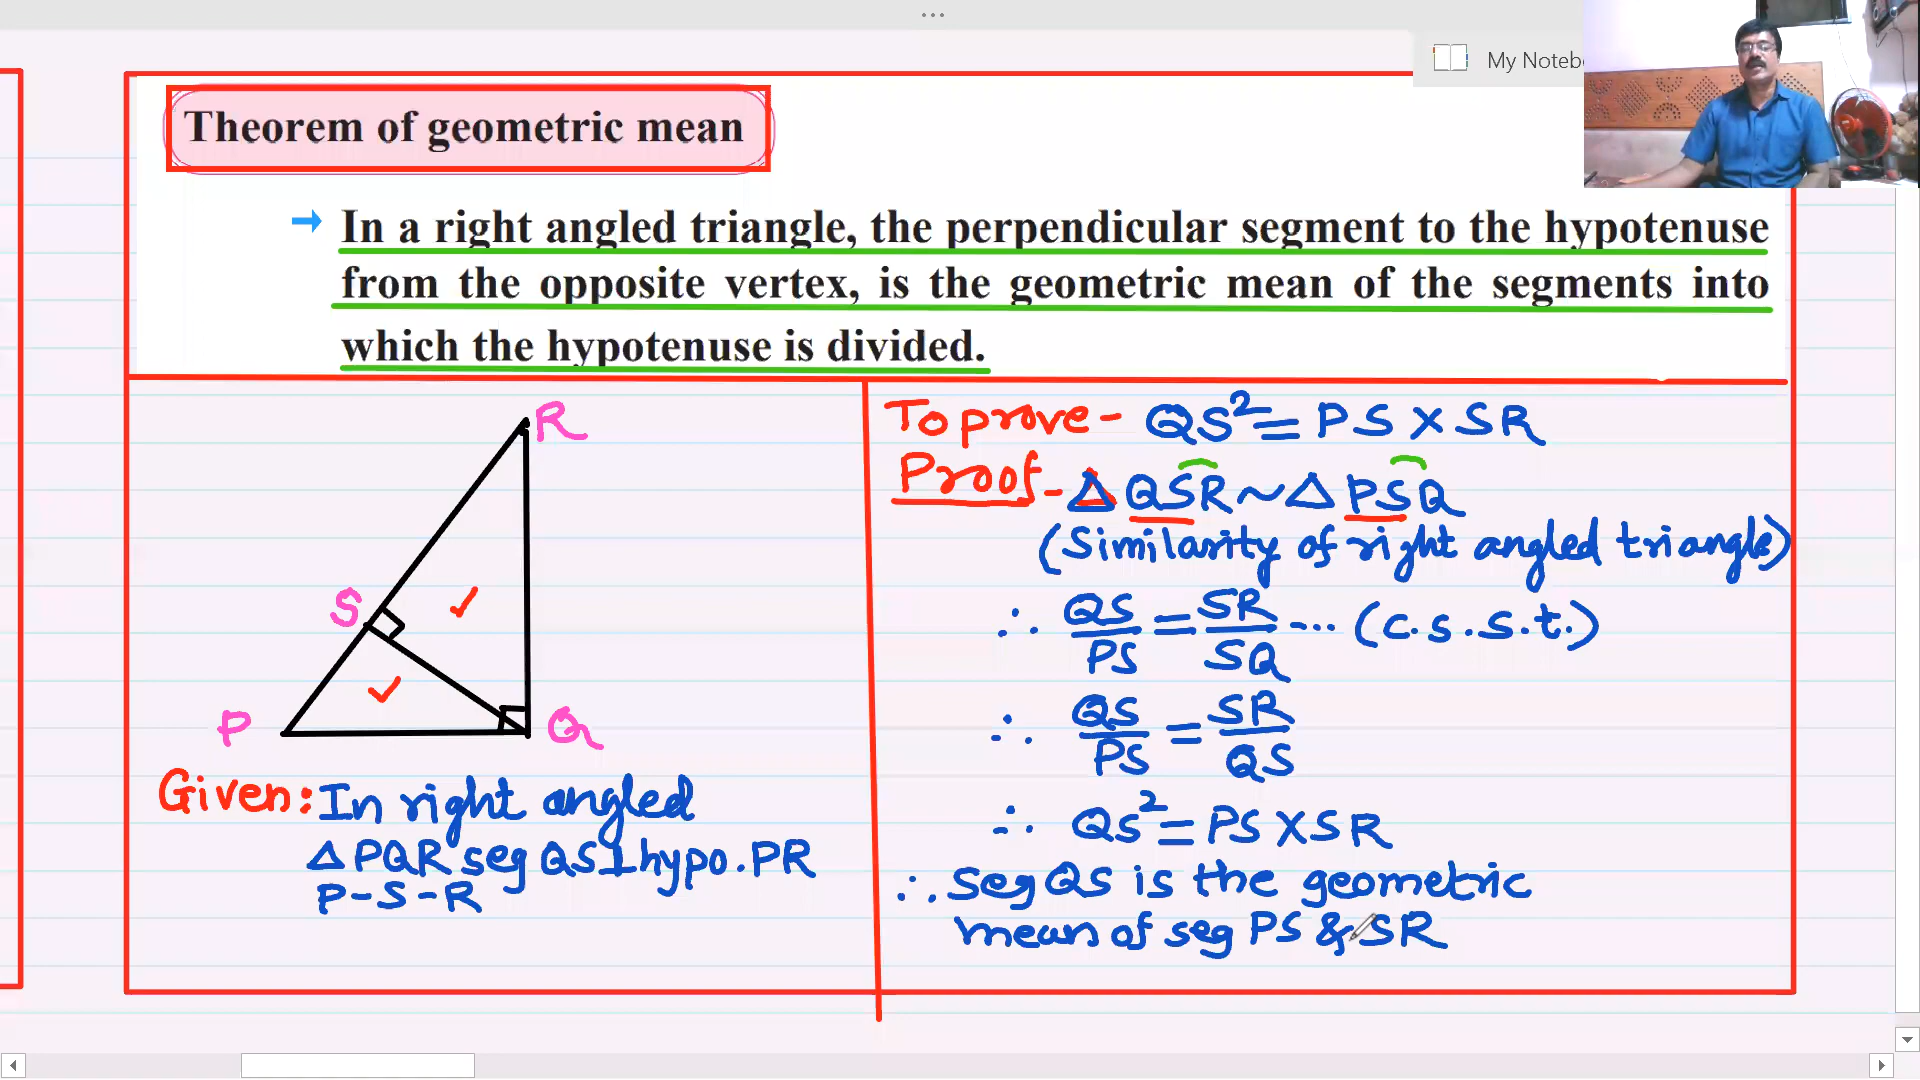 My Noteb
Theorem of geometric mean
In a right angled triangle, the perpendicular segment to the hypotenuse
from the opposite vertex, is the geometric mean of the segments into
which the hypotenuse is divided.
R
S
P
Q
Given: In right angled
△PQR seg QS⊥hypo. PR
P-S-R
To prove- QS²=PS×SR
Proof- △QSR~△PSQ
(Similarity of right angled triangle)
∴ QS/PS = SR/SQ ... (c.s.s.t.)
∴ QS/PS = SR/QS
∴ QS²=PS×SR
∴ seg QS is the geometric
mean of seg PS & SR